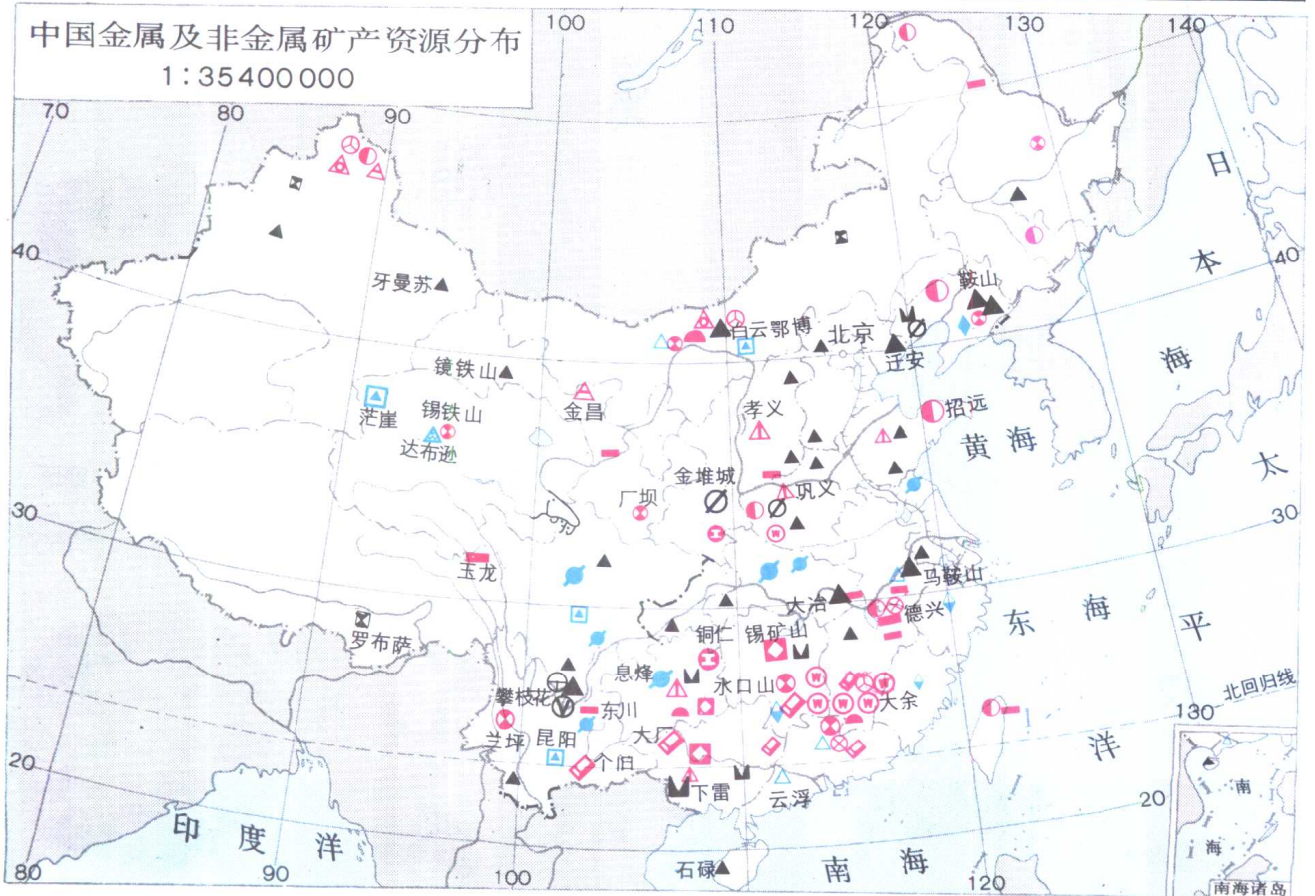 中国金属及非金属矿产资源分布
1:35400000
70
80
90
100
110
120
130
140
40
30
20
80
90
100
110
120
20
130
30
40
日
本
海
太
平
洋
牙曼苏
白云鄂博
北京
鞍山
迁安
镜铁山
金昌
孝义
招远
茫崖
锡铁山
达布逊
黄海
金堆城
巩义
厂坝
玉龙
马鞍山
大冶
德兴
东海
罗布萨
铜仁
锡矿山
息烽
水口山
大余
攀枝花
东川
兰坪
昆阳
大厂
个旧
下雷
云浮
北回归线
印度洋
石碌
南海
南
海
南海诸岛
W
W
W
W
W
W
W